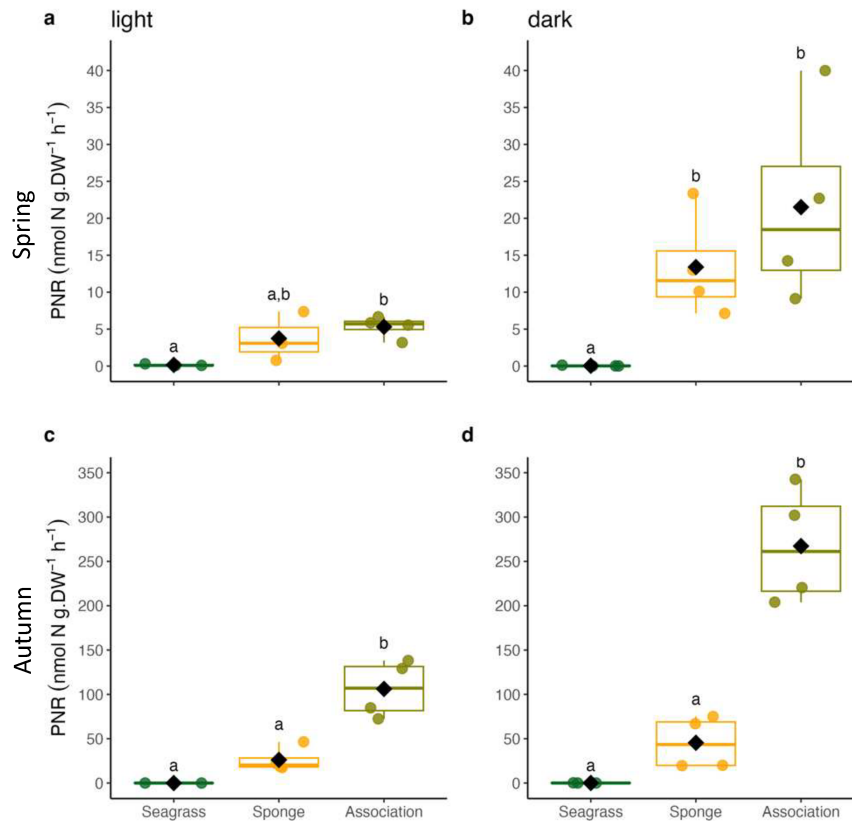 a light
b dark
Spring
PNR (nmol N g.DW⁻¹ h⁻¹)
40
35
30
25
20
15
10
5
0
a
a,b
b
40
35
30
25
20
15
10
5
0
a
b
b
c
d
Autumn
PNR (nmol N g.DW⁻¹ h⁻¹)
350
300
250
200
150
100
50
0
a
a
b
350
300
250
200
150
100
50
0
a
a
b
Seagrass Sponge Association
Seagrass Sponge Association